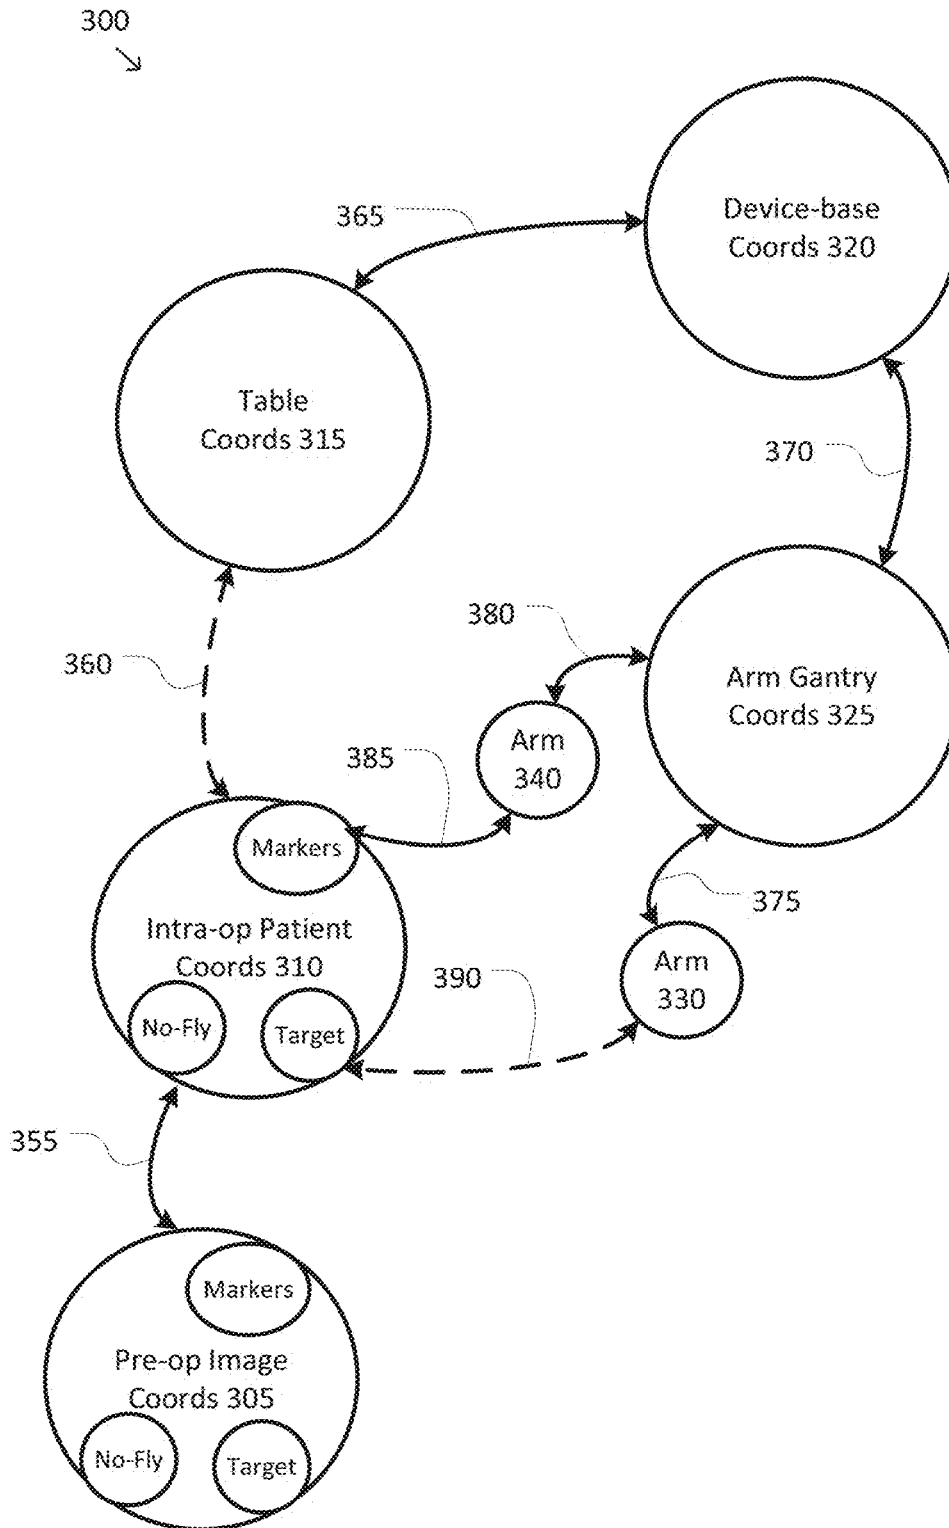 300
365
Device-base
Coords 320
Table
Coords 315
370
380
360
Arm Gantry
Coords 325
Arm
340
385
Markers
375
Intra-op Patient
Coords 310
390
Arm
330
No-Fly
Target
355
Markers
Pre-op Image
Coords 305
No-Fly
Target